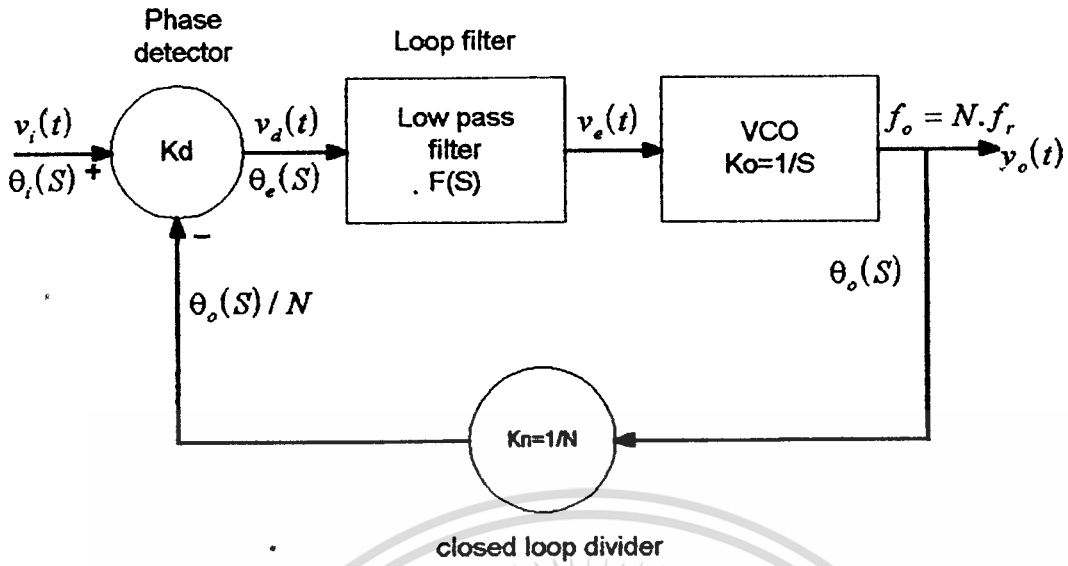 Phase
detector
Loop filter
v_i(t)
θ_i(S) +
Kd
v_d(t)
θ_e(S)
Low pass
filter
F(S)
v_e(t)
VCO
Ko=1/S
f_o = N.f_r
y_o(t)
θ_o(S)
−
θ_o(S) / N
Kn=1/N
closed loop divider